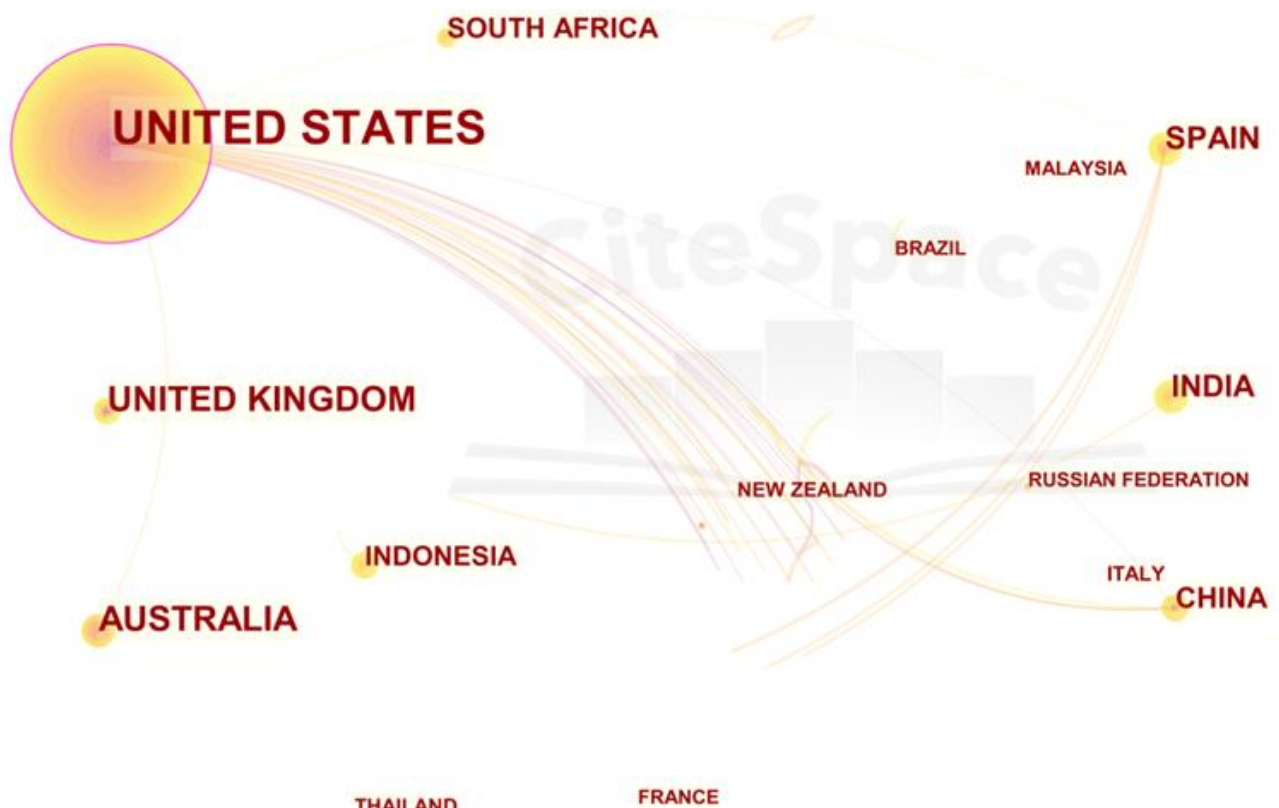 SOUTH AFRICA
UNITED STATES
SPAIN
MALAYSIA
CiteSpace
BRAZIL
INDIA
UNITED KINGDOM
RUSSIAN FEDERATION
NEW ZEALAND
INDONESIA
ITALY
CHINA
AUSTRALIA
FRANCE
THAILAND